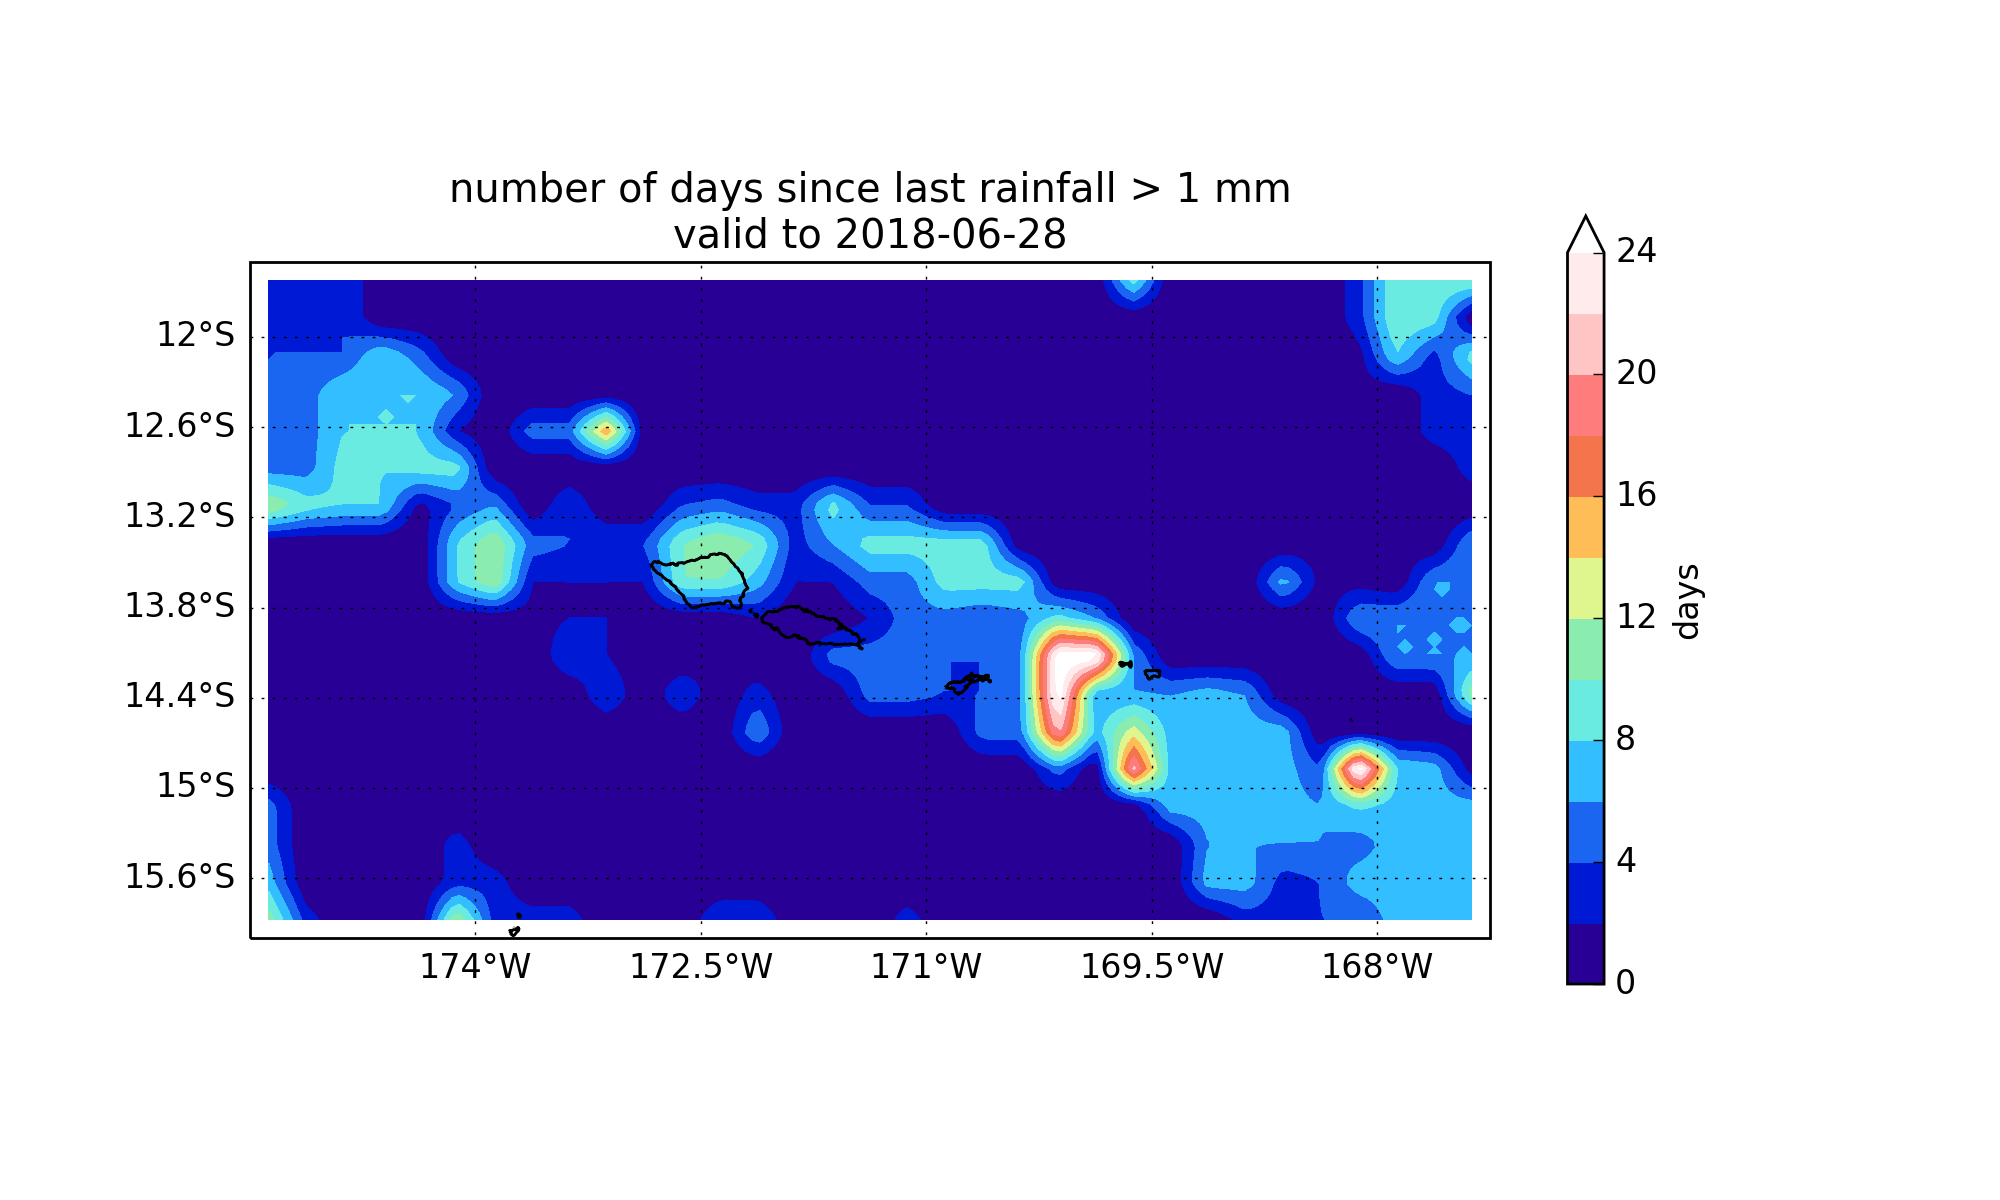 number of days since last rainfall > 1 mm
valid to 2018-06-28
12°S
12.6°S
13.2°S
13.8°S
14.4°S
15°S
15.6°S
174°W
172.5°W
171°W
169.5°W
168°W
24
20
16
12
8
4
0
days